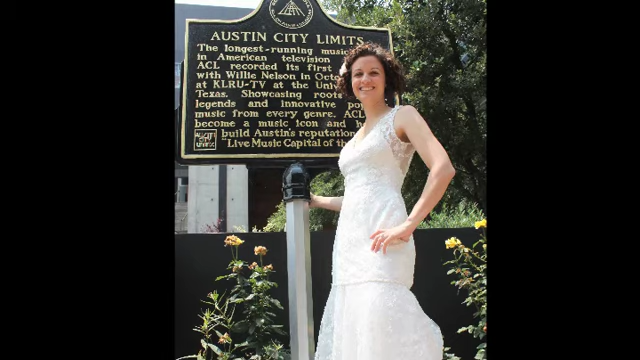 AUSTIN CITY LIMITS
The longest-running music
in American television
ACL recorded its first
with Willie Nelson in Octo
at KLRU-TV at the Univ
Texas. Showcasing roots
legends and innovative po
music from every genre, ACL
become a music icon and h
build Austin's reputation
"Live Music Capital of th
AUSTIN
CITY
LIMITS